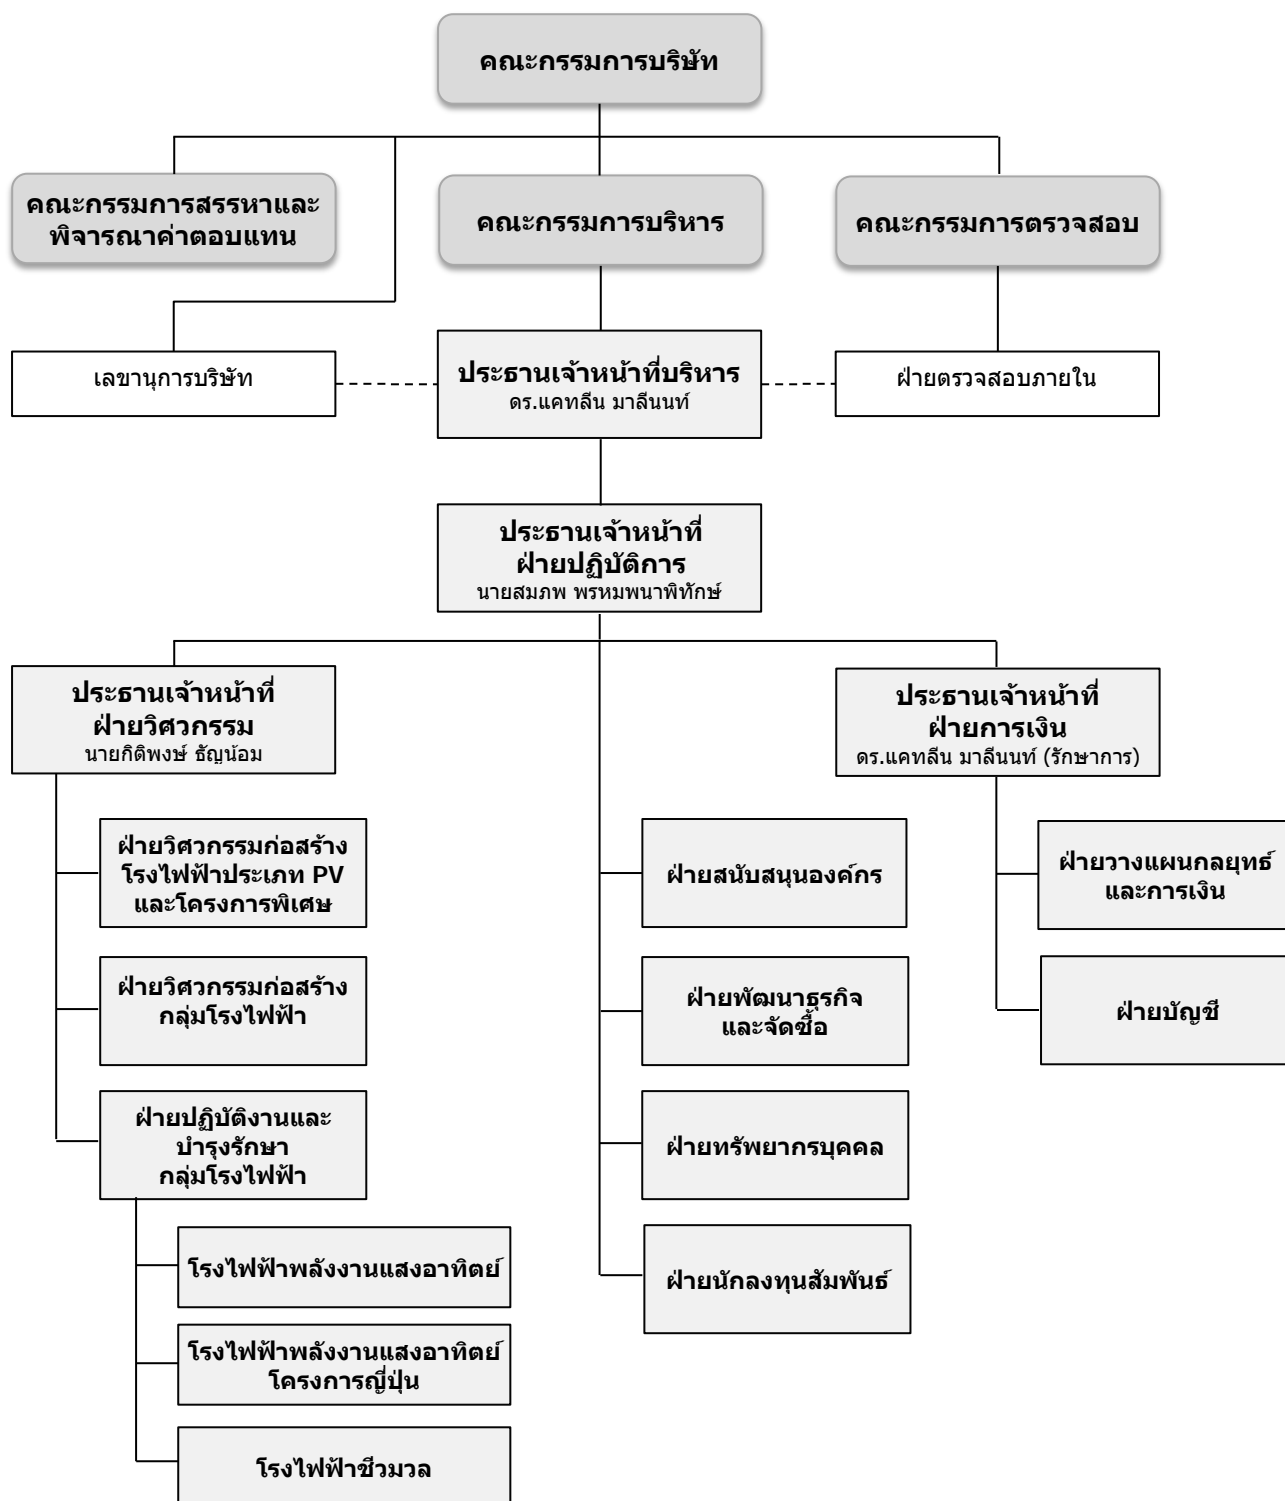 คณะกรรมการบริษัท
คณะกรรมการสรรหาและ
พิจารณาค่าตอบแทน
คณะกรรมการบริหาร
คณะกรรมการตรวจสอบ
เลขานุการบริษัท
ประธานเจ้าหน้าที่บริหาร
ดร.แคทลีน มาลีนนท์
ฝ่ายตรวจสอบภายใน
ประธานเจ้าหน้าที่
ฝ่ายปฏิบัติการ
นายสมภพ พรหมพนาพิทักษ์
ประธานเจ้าหน้าที่
ฝ่ายวิศวกรรม
นายกิติพงษ์ ธัญน้อม
ประธานเจ้าหน้าที่
ฝ่ายการเงิน
ดร.แคทลีน มาลีนนท์ (รักษาการ)
ฝ่ายวิศวกรรมก่อสร้าง
โรงไฟฟ้าประเภท PV
และโครงการพิเศษ
ฝ่ายสนับสนุนองค์กร
ฝ่ายวางแผนกลยุทธ์
และการเงิน
ฝ่ายวิศวกรรมก่อสร้าง
กลุ่มโรงไฟฟ้า
ฝ่ายพัฒนาธุรกิจ
และจัดซื้อ
ฝ่ายบัญชี
ฝ่ายปฏิบัติงานและ
บำรุงรักษา
กลุ่มโรงไฟฟ้า
ฝ่ายทรัพยากรบุคคล
โรงไฟฟ้าพลังงานแสงอาทิตย์
ฝ่ายนักลงทุนสัมพันธ์
โรงไฟฟ้าพลังงานแสงอาทิตย์
โครงการญี่ปุ่น
โรงไฟฟ้าชีวมวล